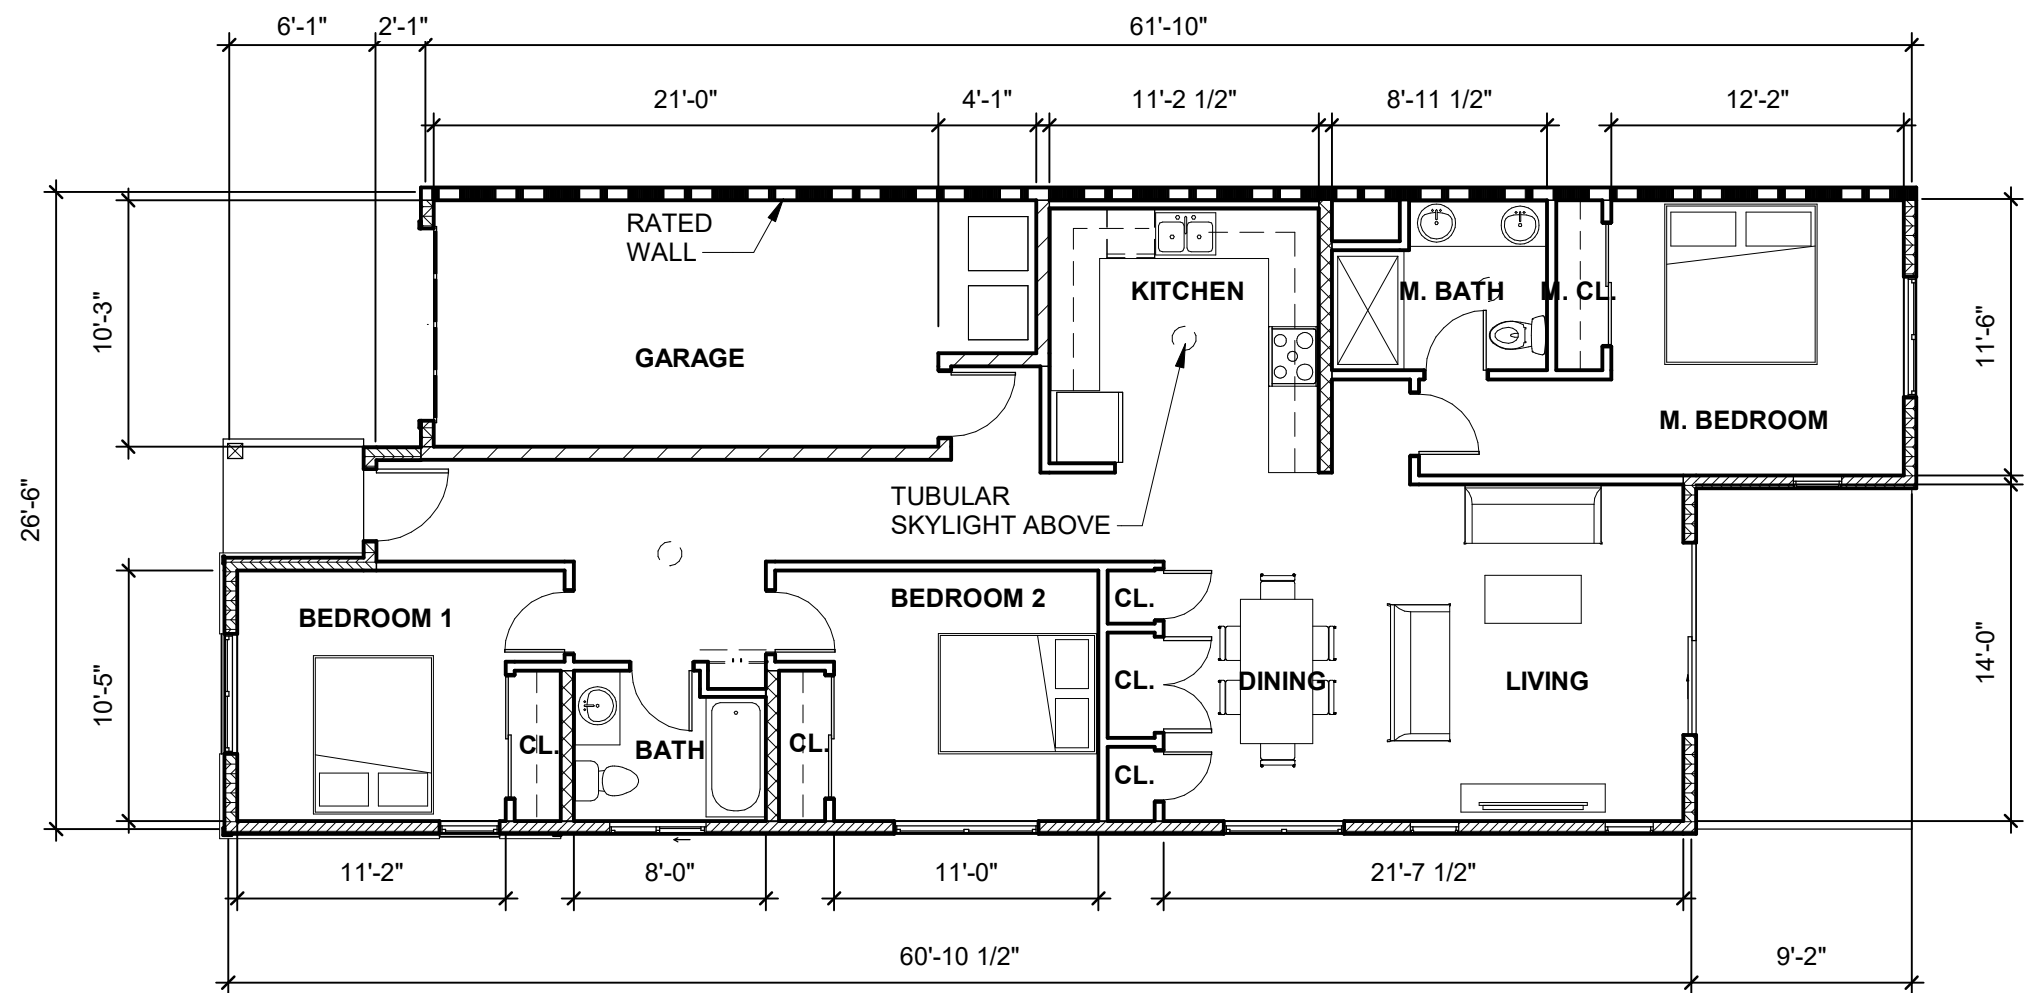 6'-1"
2'-1"
61'-10"
21'-0"
4'-1"
11'-2 1/2"
8'-11 1/2"
12'-2"
RATED
WALL
KITCHEN
M. BATH
M. CL.
10'-3"
11'-6"
GARAGE
M. BEDROOM
26'-6"
TUBULAR
SKYLIGHT ABOVE
BEDROOM 1
BEDROOM 2
CL.
10'-5"
CL.
DINING
LIVING
14'-0"
CL.
BATH
CL.
CL.
11'-2"
8'-0"
11'-0"
21'-7 1/2"
60'-10 1/2"
9'-2"